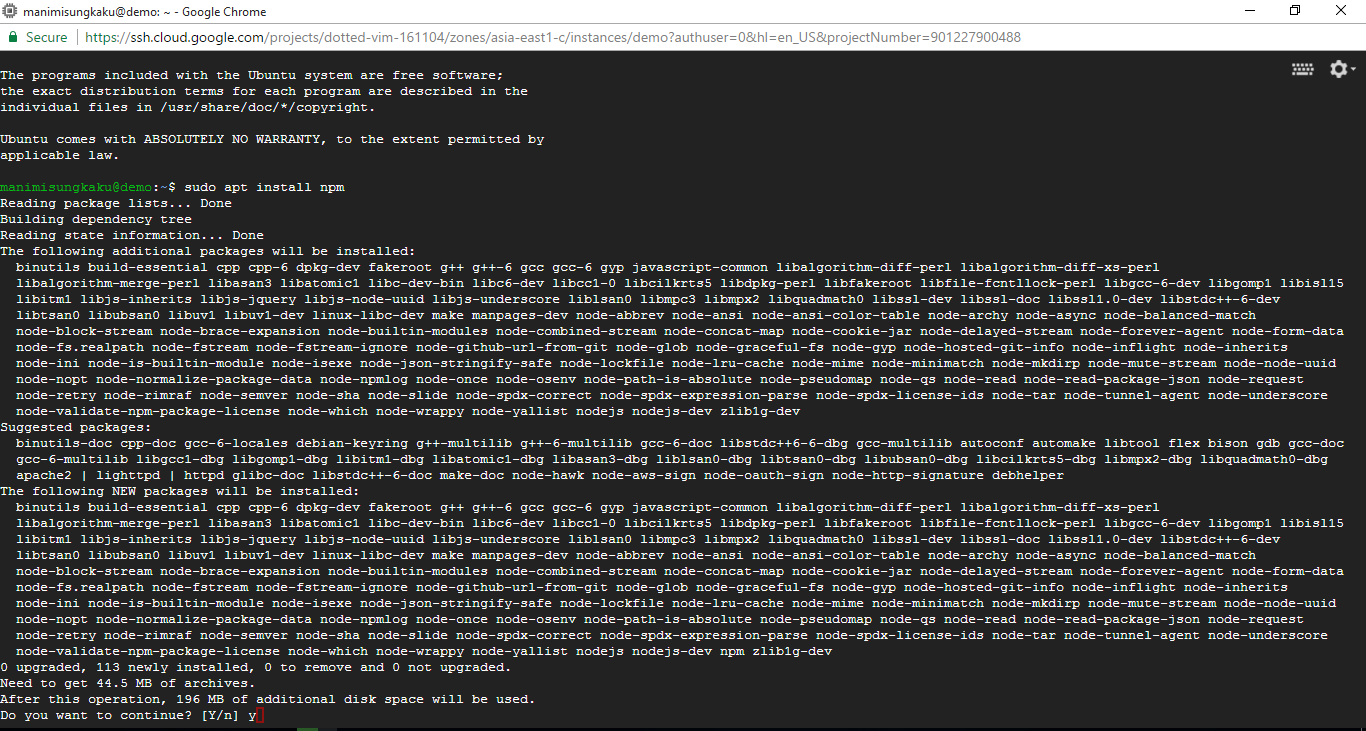 manimisungkaku@demo: ~ - Google Chrome
Secure https://ssh.cloud.google.com/projects/dotted-vim-161104/zones/asia-east1-c/instances/demo?authuser=0&hl=en_US&projectNumber=901227900488
The programs included with the Ubuntu system are free software;
the exact distribution terms for each program are described in the
individual files in /usr/share/doc/*/copyright.
Ubuntu comes with ABSOLUTELY NO WARRANTY, to the extent permitted by
applicable law.
manimisungkaku@demo:~$ sudo apt install npm
Reading package lists... Done
Building dependency tree
Reading state information... Done
The following additional packages will be installed:
binutils build-essential cpp cpp-6 dpkg-dev fakeroot g++ g++-6 gcc gcc-6 gyp javascript-common libalgorithm-diff-perl libalgorithm-diff-xs-perl
libalgorithm-merge-perl libasan3 libatomic1 libc-dev-bin libc6-dev libcc1-0 libcilkrts5 libdpkg-perl libfakeroot libfile-fcntllock-perl libgcc-6-dev libgomp1 libisl15
libitm1 libjs-inherits libjs-jquery libjs-node-uuid libjs-underscore liblsan0 libmpc3 libmpx2 libquadmath0 libssl-dev libssl-doc libssl1.0-dev libstdc++-6-dev
libtsan0 libubsan0 libuv1 libuv1-dev linux-libc-dev make manpages-dev node-abbrev node-ansi node-ansi-color-table node-archy node-async node-balanced-match
node-block-stream node-brace-expansion node-builtin-modules node-combined-stream node-concat-map node-cookie-jar node-delayed-stream node-forever-agent node-form-data
node-fs.realpath node-fstream node-fstream-ignore node-github-url-from-git node-glob node-graceful-fs node-gyp node-hosted-git-info node-inflight node-inherits
node-ini node-is-builtin-module node-isexe node-json-stringify-safe node-lockfile node-lru-cache node-mime node-minimatch node-mkdirp node-mute-stream node-node-uuid
node-nopt node-normalize-package-data node-npmlog node-once node-osenv node-path-is-absolute node-pseudomap node-qs node-read node-read-package-json node-request
node-retry node-rimraf node-semver node-sha node-slide node-spdx-correct node-spdx-expression-parse node-spdx-license-ids node-tar node-tunnel-agent node-underscore
node-validate-npm-package-license node-which node-wrappy node-yallist nodejs nodejs-dev zlib1g-dev
Suggested packages:
binutils-doc cpp-doc gcc-6-locales debian-keyring g++-multilib g++-6-multilib gcc-6-doc libstdc++6-6-dbg gcc-multilib autoconf automake libtool flex bison gdb gcc-doc
gcc-6-multilib libgcc1-dbg libgomp1-dbg libitm1-dbg libatomic1-dbg libasan3-dbg liblsan0-dbg libtsan0-dbg libubsan0-dbg libcilkrts5-dbg libmpx2-dbg libquadmath0-dbg
apache2 | lighttpd | httpd glibc-doc libstdc++-6-doc make-doc node-hawk node-aws-sign node-oauth-sign node-http-signature debhelper
The following NEW packages will be installed:
binutils build-essential cpp cpp-6 dpkg-dev fakeroot g++ g++-6 gcc gcc-6 gyp javascript-common libalgorithm-diff-perl libalgorithm-diff-xs-perl
libalgorithm-merge-perl libasan3 libatomic1 libc-dev-bin libc6-dev libcc1-0 libcilkrts5 libdpkg-perl libfakeroot libfile-fcntllock-perl libgcc-6-dev libgomp1 libisl15
libitm1 libjs-inherits libjs-jquery libjs-node-uuid libjs-underscore liblsan0 libmpc3 libmpx2 libquadmath0 libssl-dev libssl-doc libssl1.0-dev libstdc++-6-dev
libtsan0 libubsan0 libuv1 libuv1-dev linux-libc-dev make manpages-dev node-abbrev node-ansi node-ansi-color-table node-archy node-async node-balanced-match
node-block-stream node-brace-expansion node-builtin-modules node-combined-stream node-concat-map node-cookie-jar node-delayed-stream node-forever-agent node-form-data
node-fs.realpath node-fstream node-fstream-ignore node-github-url-from-git node-glob node-graceful-fs node-gyp node-hosted-git-info node-inflight node-inherits
node-ini node-is-builtin-module node-isexe node-json-stringify-safe node-lockfile node-lru-cache node-mime node-minimatch node-mkdirp node-mute-stream node-node-uuid
node-nopt node-normalize-package-data node-npmlog node-once node-osenv node-path-is-absolute node-pseudomap node-qs node-read node-read-package-json node-request
node-retry node-rimraf node-semver node-sha node-slide node-spdx-correct node-spdx-expression-parse node-spdx-license-ids node-tar node-tunnel-agent node-underscore
node-validate-npm-package-license node-which node-wrappy node-yallist nodejs nodejs-dev npm zlib1g-dev
0 upgraded, 113 newly installed, 0 to remove and 0 not upgraded.
Need to get 44.5 MB of archives.
After this operation, 196 MB of additional disk space will be used.
Do you want to continue? [Y/n] y